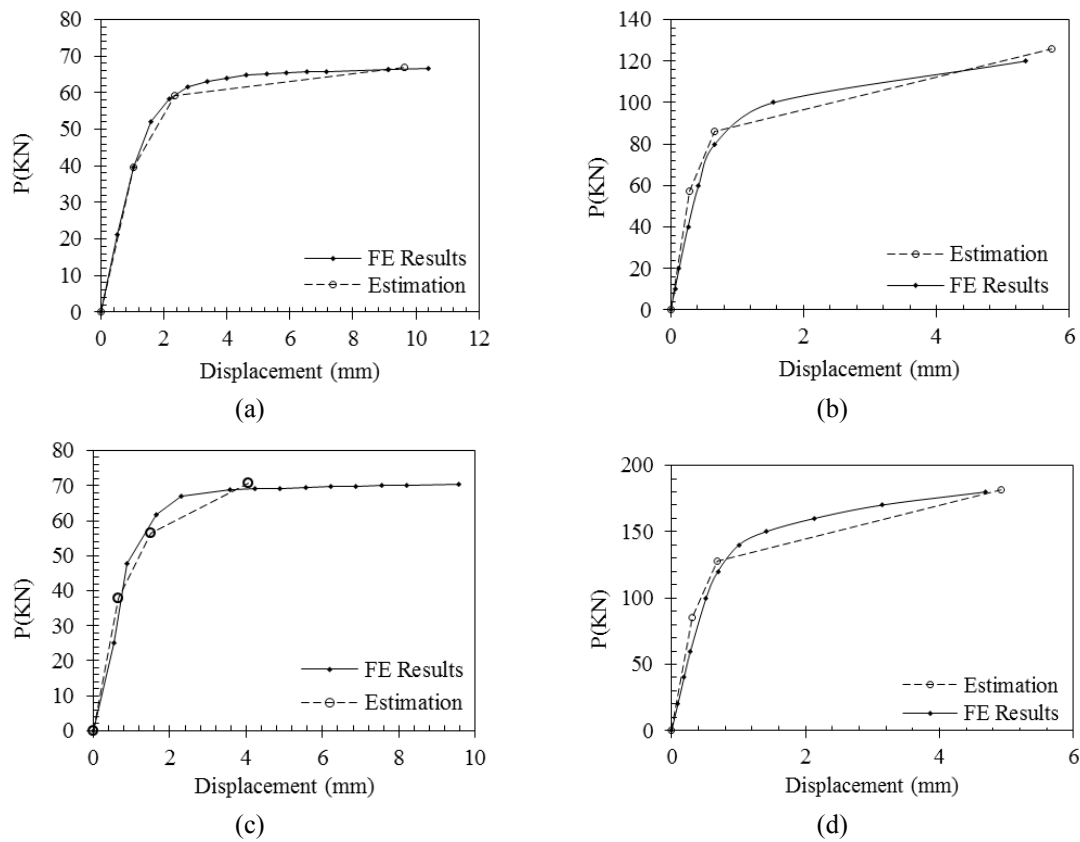 80
70
60
50
40
30
20
10
0
P(KN)
FE Results
Estimation
0 2 4 6 8 10 12
Displacement (mm)
(a)
140
120
100
80
60
40
20
0
P(KN)
Estimation
FE Results
0 2 4 6
Displacement (mm)
(b)
80
70
60
50
40
30
20
10
0
P(KN)
FE Results
Estimation
0 2 4 6 8 10
Displacement (mm)
(c)
200
150
100
50
0
P(KN)
Estimation
FE Results
0 2 4 6
Displacement (mm)
(d)